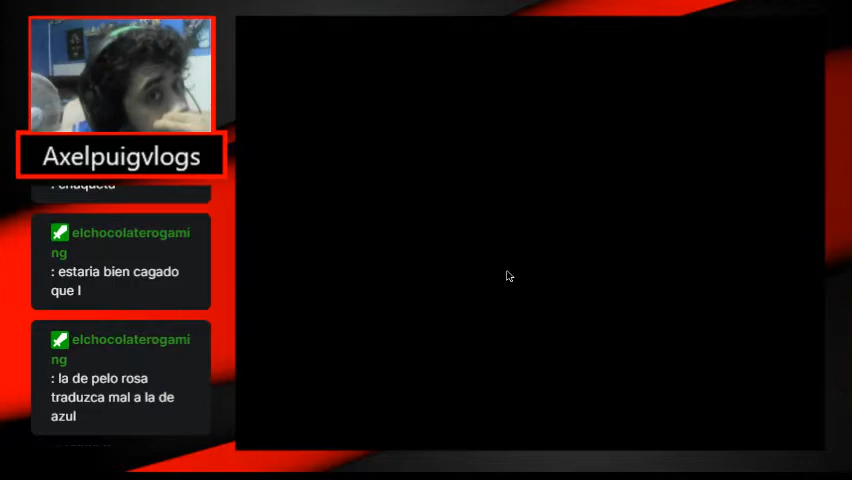 Axelpuigvlogs
: chaqueta
elchocolaterogami
ng
: estaria bien cagado
que l
elchocolaterogami
ng
: la de pelo rosa
traduzca mal a la de
azul